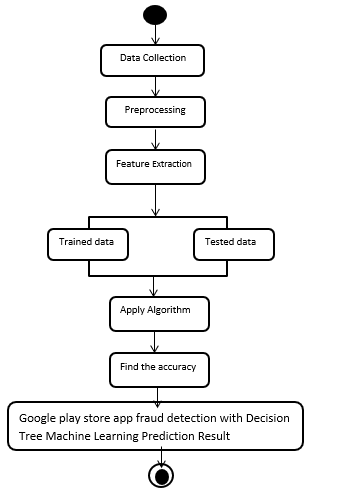 Data Collection
Preprocessing
Feature Extraction
Trained data
Tested data
Apply Algorithm
Find the accuracy
Google play store app fraud detection with Decision
Tree Machine Learning Prediction Result